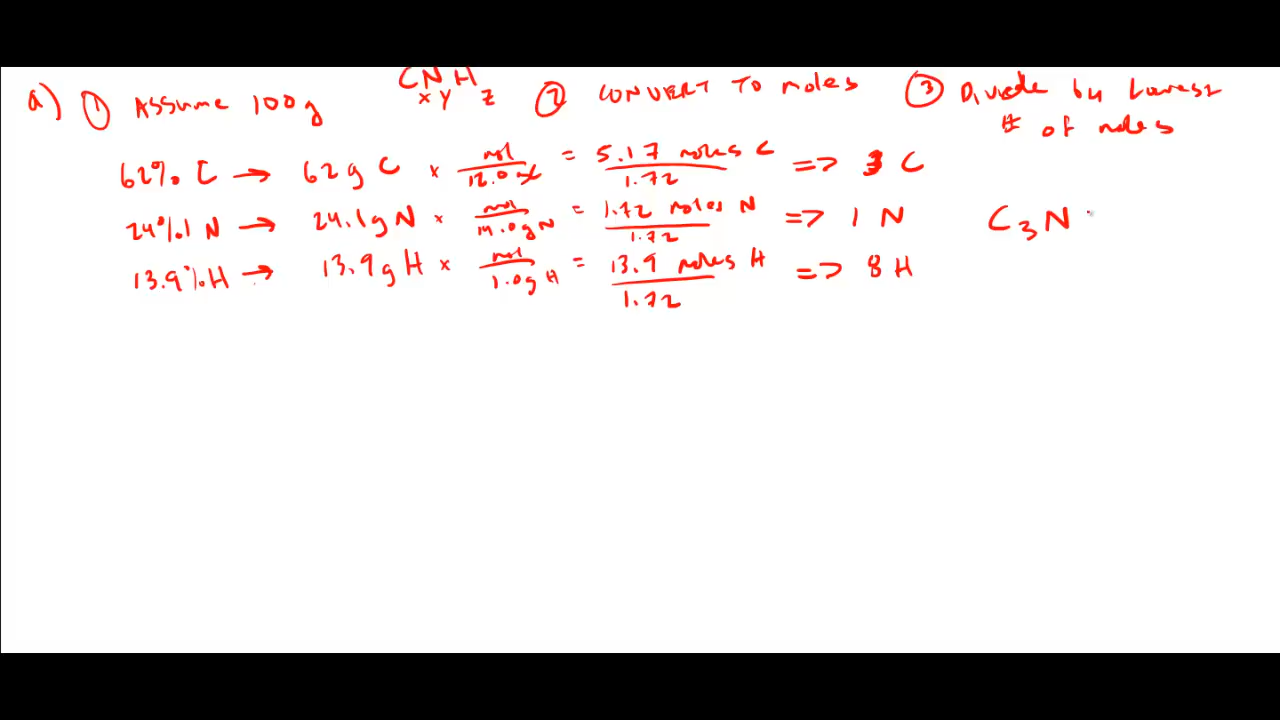 a) ① Assume 100g CxNyHz ② CONVERT TO moles ③ Divide by Lowest # of moles
62% C → 62g C × mol/12.0g C = 5.17 moles C/1.72 => 3 C
24%.1 N → 24.1g N × mol/14.0g N = 1.72 moles N/1.72 => 1 N C₃N
13.9% H → 13.9g H × mol/1.0g H = 13.9 moles H/1.72 => 8 H